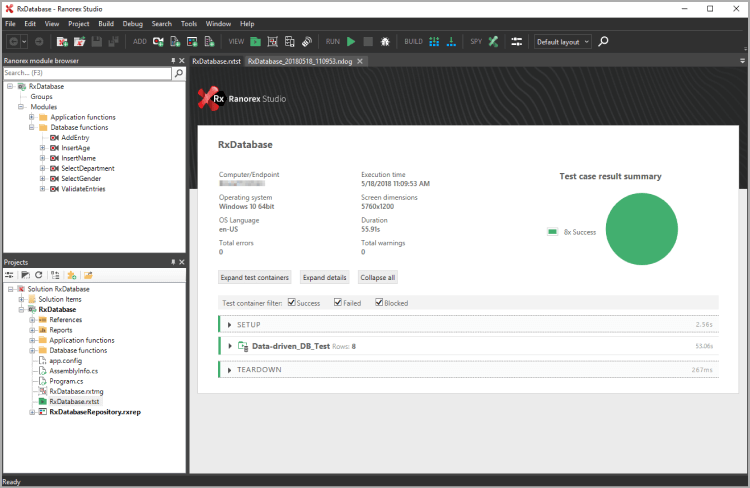 RxDatabase - Ranorex Studio
File Edit View Project Build Debug Search Tools Window Help
ADD VIEW RUN BUILD SPY Default layout
Ranorex module browser
Search... (F3)
RxDatabase
Groups
Modules
Application functions
Database functions
AddEntry
InsertAge
InsertName
SelectDepartment
SelectGender
ValidateEntries
Projects
Solution RxDatabase
Solution Items
RxDatabase
References
Reports
Application functions
Database functions
app.config
AssemblyInfo.cs
Program.cs
RxDatabase.rxtmg
RxDatabase.rxtst
RxDatabaseRepository.rxrep
RxDatabase.rxtst RxDatabase_20180518_110953.rxlog
Rx Ranorex Studio
RxDatabase
Computer/Endpoint Execution time
5/18/2018 11:09:53 AM
Operating system Screen dimensions
Windows 10 64bit 5760x1200
OS Language Duration
en-US 55.91s
Total errors Total warnings
0 0
Test case result summary
8x Success
Expand test containers Expand details Collapse all
Test container filter: Success Failed Blocked
SETUP 2.56s
Data-driven_DB_Test Rows: 8 53.06s
TEARDOWN 267ms
Ready